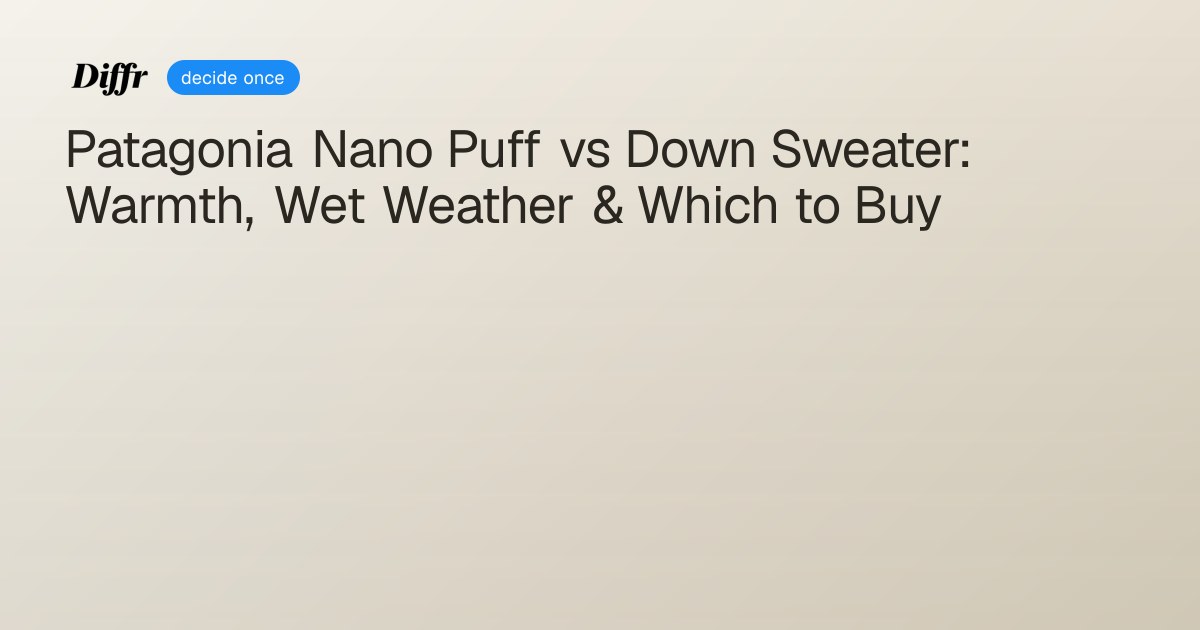 Diffr
decide once
Patagonia Nano Puff vs Down Sweater:
Warmth, Wet Weather & Which to Buy